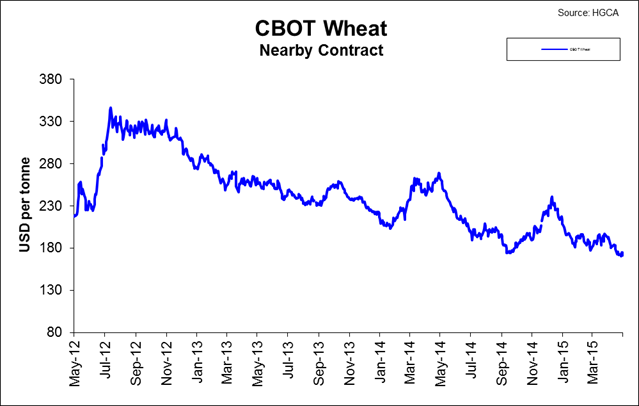 Source: HGCA
CBOT Wheat
Nearby Contract
CBOT Wheat
USD per tonne
380
330
280
230
180
130
80
May-12
Jul-12
Sep-12
Nov-12
Jan-13
Mar-13
May-13
Jul-13
Sep-13
Nov-13
Jan-14
Mar-14
May-14
Jul-14
Sep-14
Nov-14
Jan-15
Mar-15